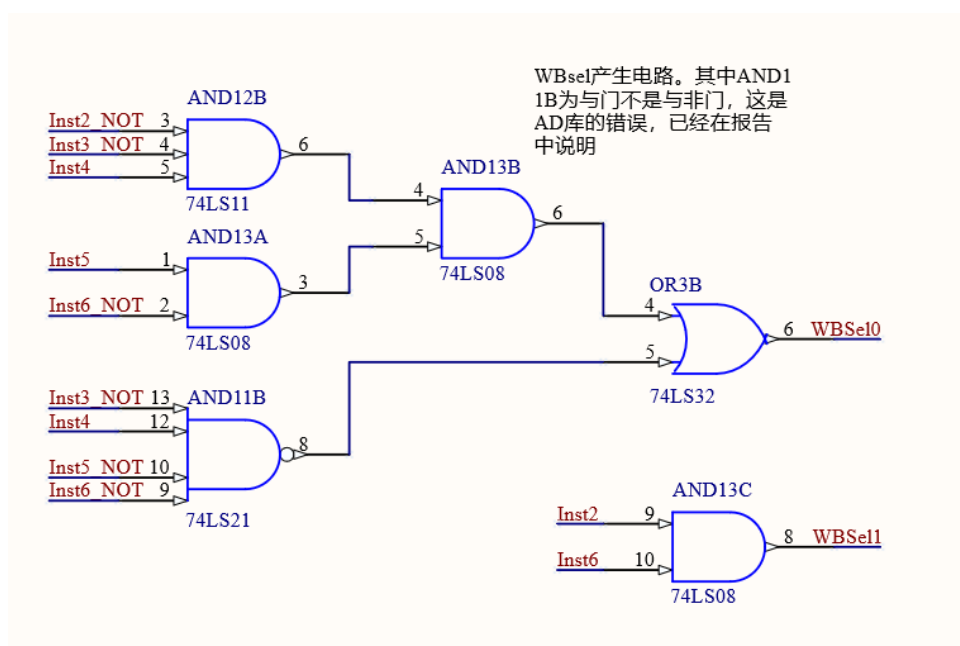 WBsel产生电路。其中AND1
1B为与门不是与非门，这是
AD库的错误，已经在报告
中说明
AND12B
Inst2_NOT 3
Inst3_NOT 4
Inst4 5
6
74LS11
AND13A
Inst5 1
Inst6_NOT 2
3
74LS08
AND13B
4
5
6
74LS08
OR3B
4
5
6 WBSel0
74LS32
AND11B
Inst3_NOT 13
Inst4 12
Inst5_NOT 10
Inst6_NOT 9
8
74LS21
AND13C
Inst2 9
Inst6 10
8 WBSel1
74LS08